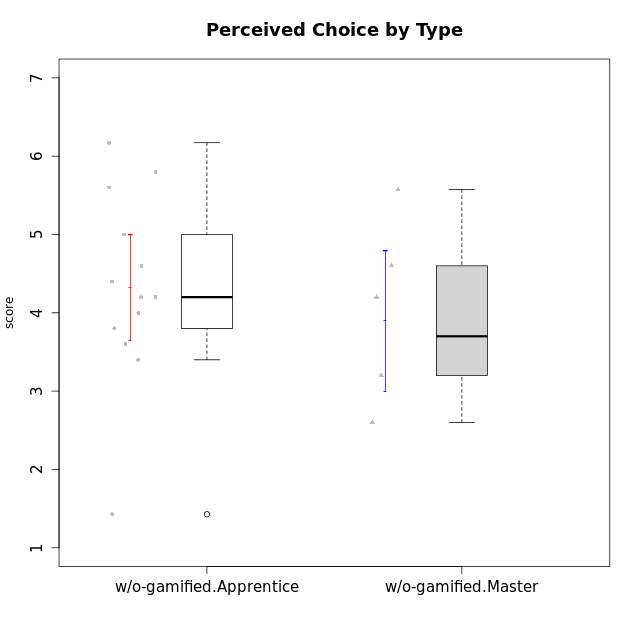 Perceived Choice by Type
score
7
6
5
4
3
2
1
w/o-gamified.Apprentice
w/o-gamified.Master